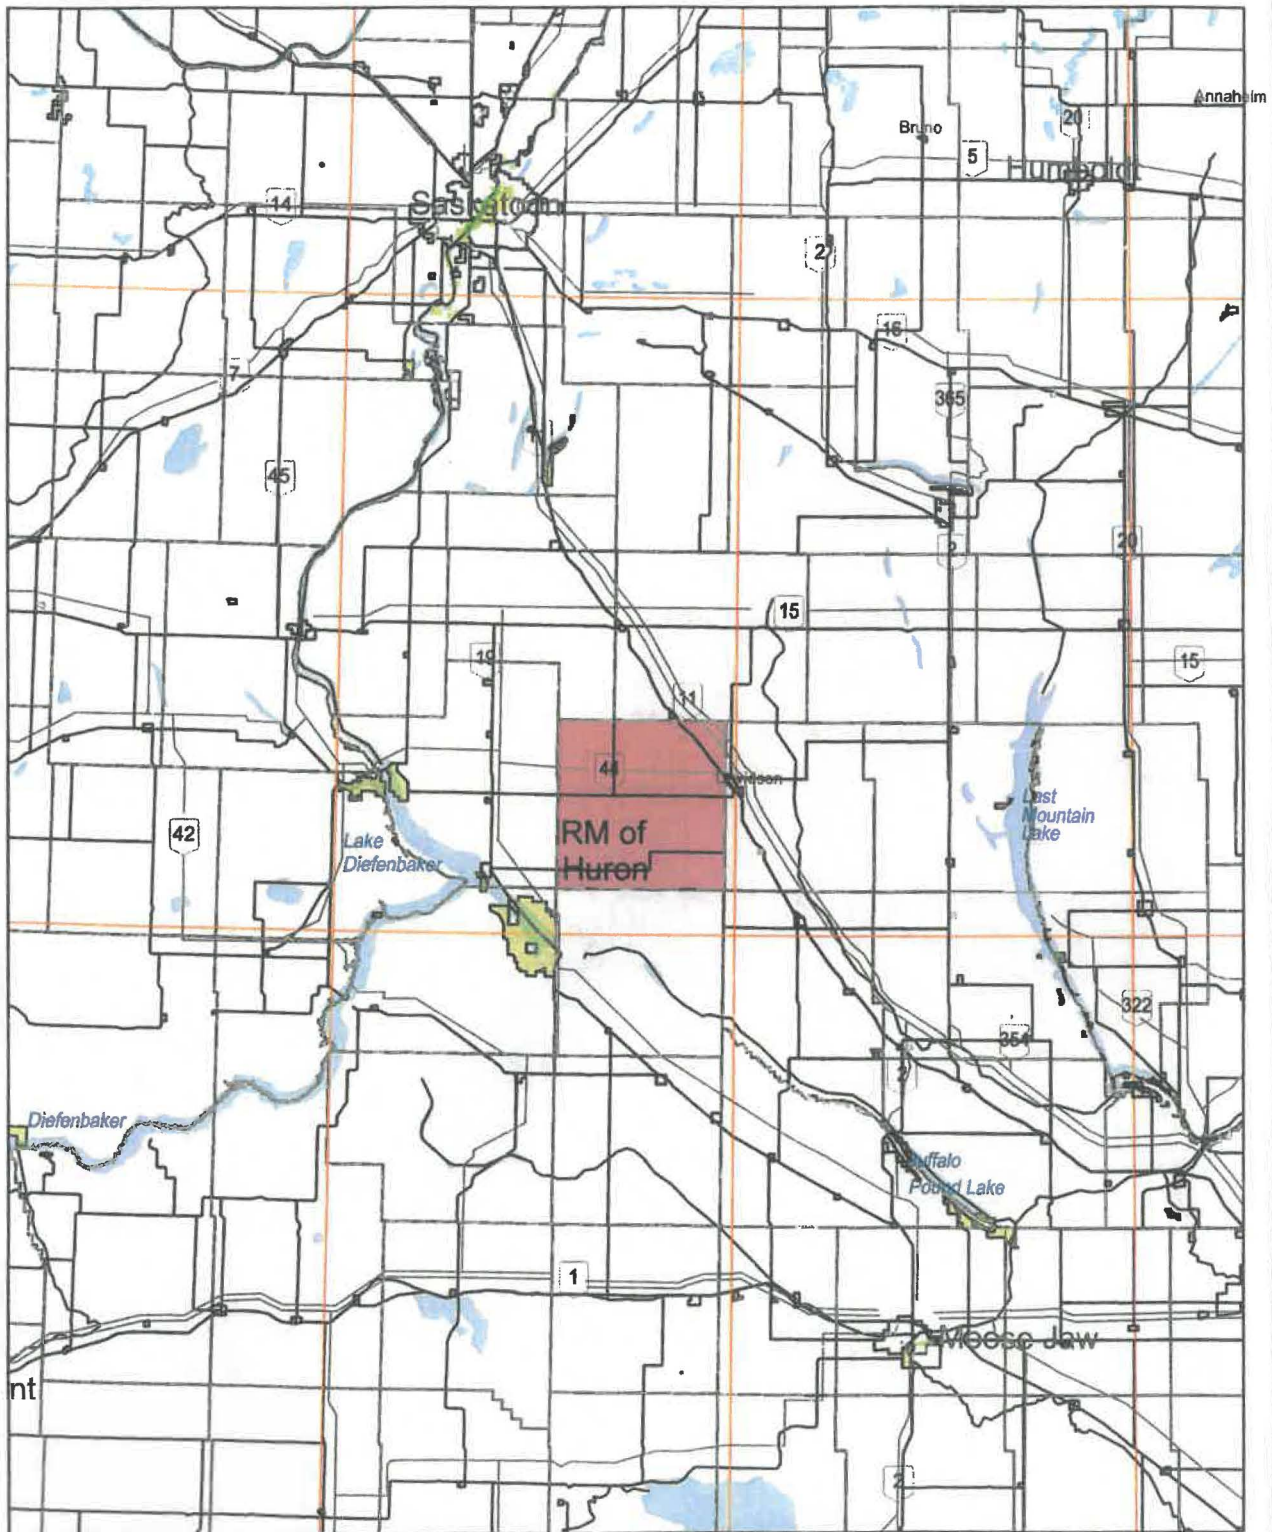 Annaheim
20
Bruno
5
Humboldt
14
Saskatoon
2
16
7
365
45
2
20
15
19
15
11
44
Davidson
Last
Mountain
Lake
42
RM of
Huron
Lake
Diefenbaker
322
354
2
Diefenbaker
Buffalo
Pound Lake
1
Moose Jaw
nt
2